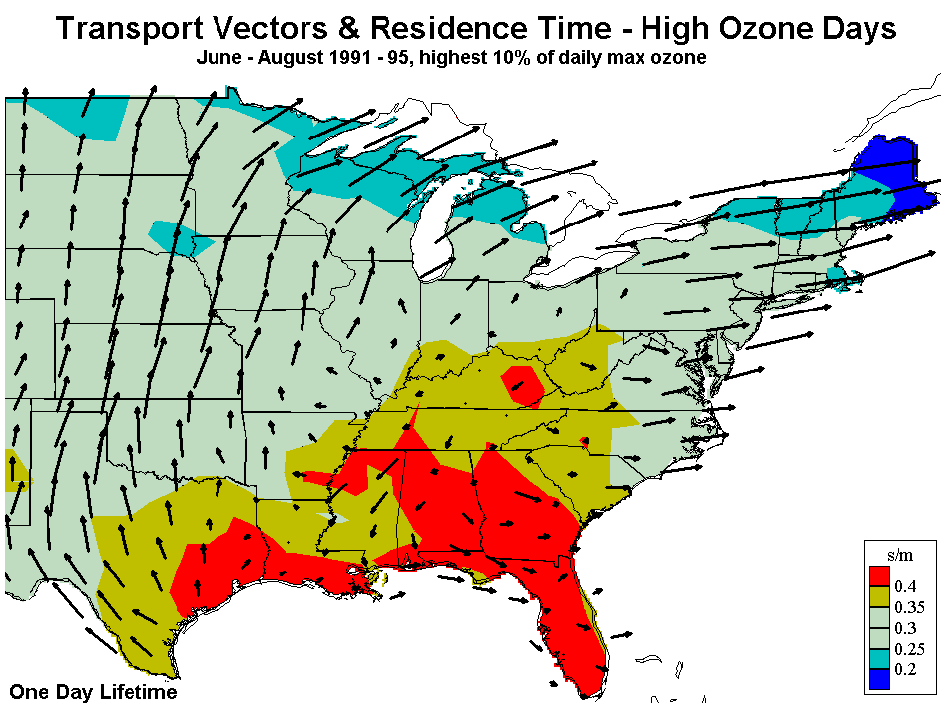 Transport Vectors & Residence Time - High Ozone Days
June - August 1991 - 95, highest 10% of daily max ozone
s/m
0.4
0.35
0.3
0.25
0.2
One Day Lifetime